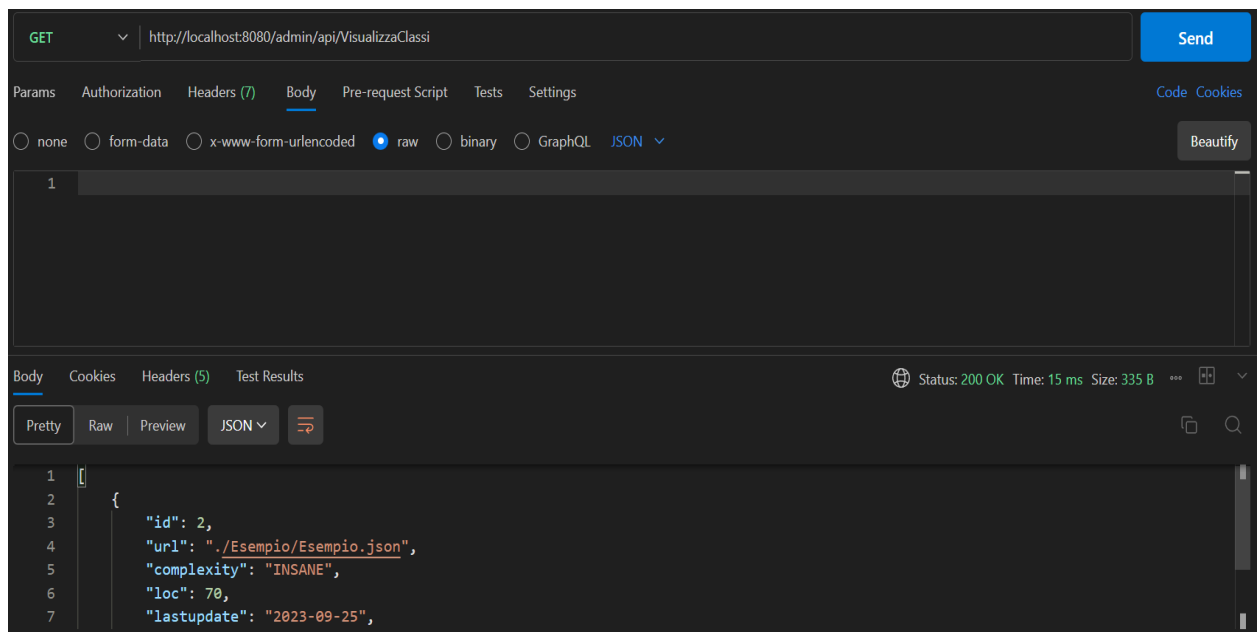 GET http://localhost:8080/admin/api/VisualizzaClassi Send
Params Authorization Headers (7) Body Pre-request Script Tests Settings Code Cookies
none form-data x-www-form-urlencoded raw binary GraphQL JSON Beautify
1
Body Cookies Headers (5) Test Results Status: 200 OK Time: 15 ms Size: 335 B
Pretty Raw Preview JSON
1 [
2 {
3 "id": 2,
4 "url": "./Esempio/Esempio.json",
5 "complexity": "INSANE",
6 "loc": 70,
7 "lastupdate": "2023-09-25",